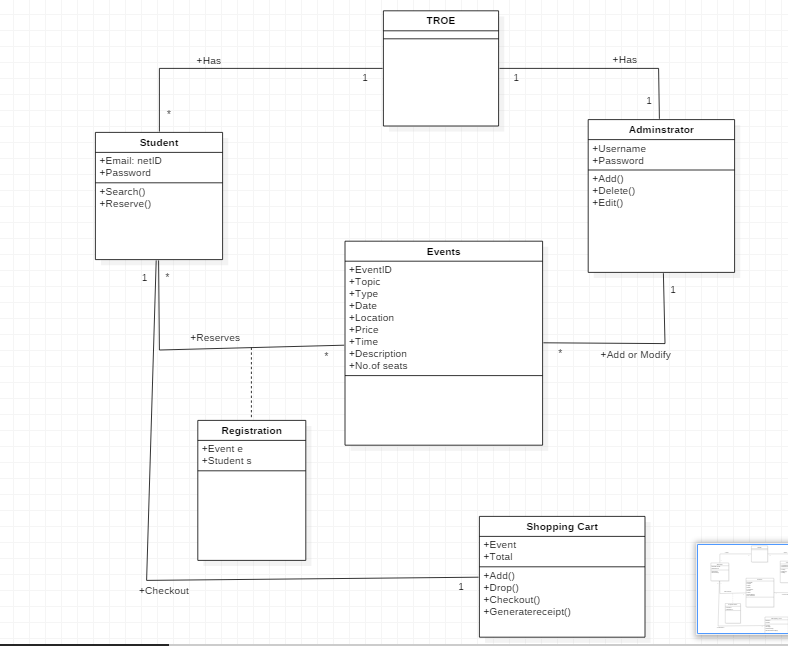 TROE
+Has
1
*
+Has
1
1
Student
+Email: netID
+Password
+Search()
+Reserve()
Adminstrator
+Username
+Password
+Add()
+Delete()
+Edit()
Events
+EventID
+Topic
+Type
+Date
+Location
+Price
+Time
+Description
+No.of seats
1
*
+Reserves
*
1
*
+Add or Modify
Registration
+Event e
+Student s
Shopping Cart
+Event
+Total
+Add()
+Drop()
+Checkout()
+Generatereceipt()
+Checkout
1